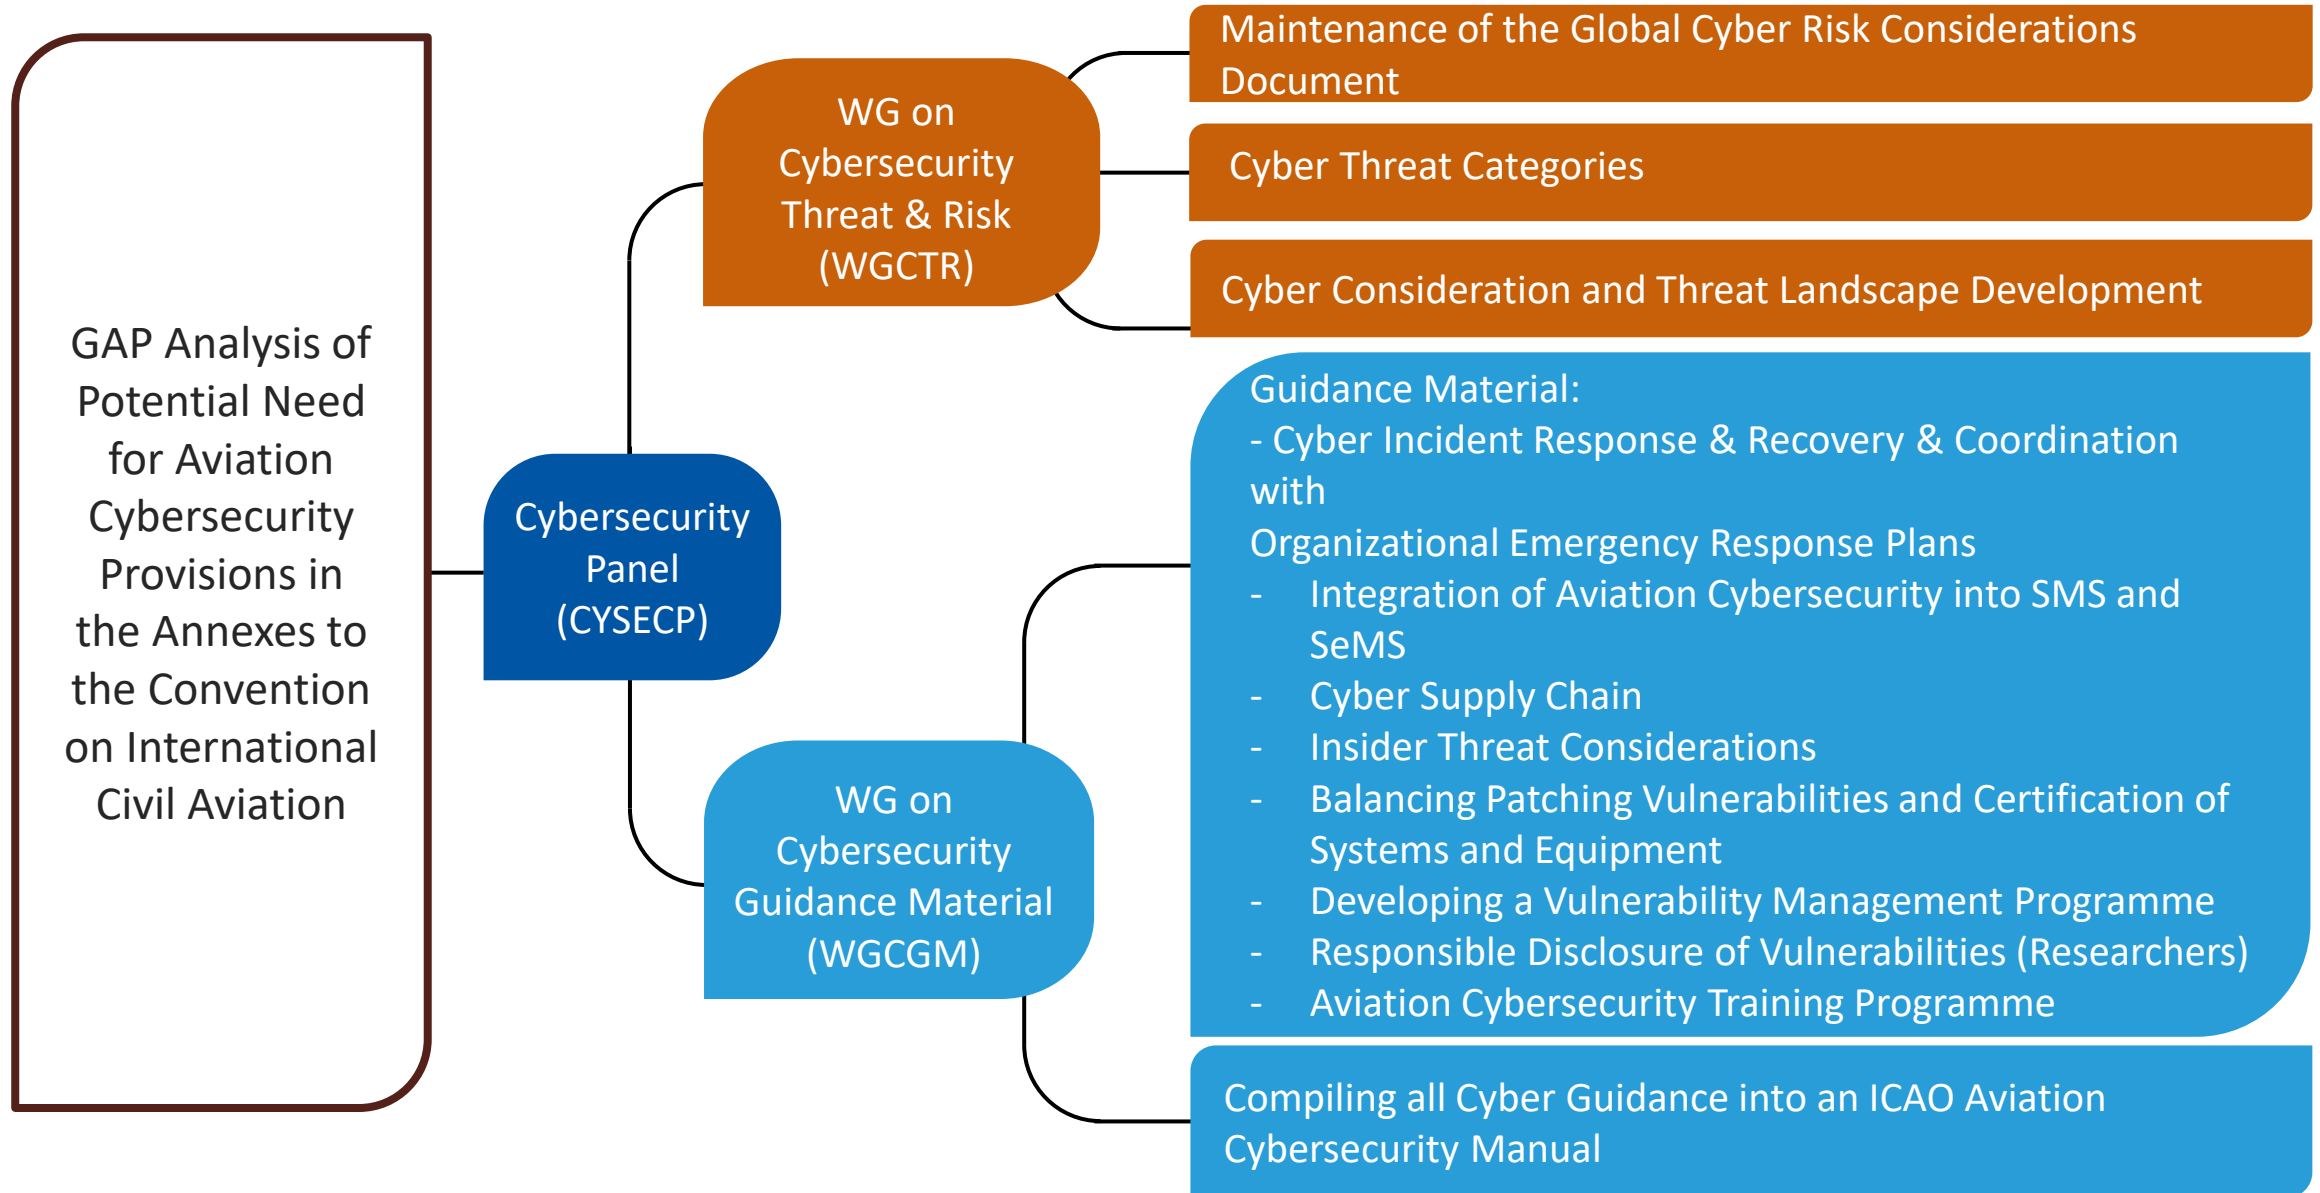 GAP Analysis of
Potential Need
for Aviation
Cybersecurity
Provisions in
the Annexes to
the Convention
on International
Civil Aviation
Cybersecurity
Panel
(CYSECP)
WG on
Cybersecurity
Threat & Risk
(WGCTR)
Maintenance of the Global Cyber Risk Considerations
Document
Cyber Threat Categories
Cyber Consideration and Threat Landscape Development
WG on
Cybersecurity
Guidance Material
(WGCGM)
Guidance Material:
- Cyber Incident Response & Recovery & Coordination
with
Organizational Emergency Response Plans
- Integration of Aviation Cybersecurity into SMS and
SeMS
- Cyber Supply Chain
- Insider Threat Considerations
- Balancing Patching Vulnerabilities and Certification of
Systems and Equipment
- Developing a Vulnerability Management Programme
- Responsible Disclosure of Vulnerabilities (Researchers)
- Aviation Cybersecurity Training Programme
Compiling all Cyber Guidance into an ICAO Aviation
Cybersecurity Manual